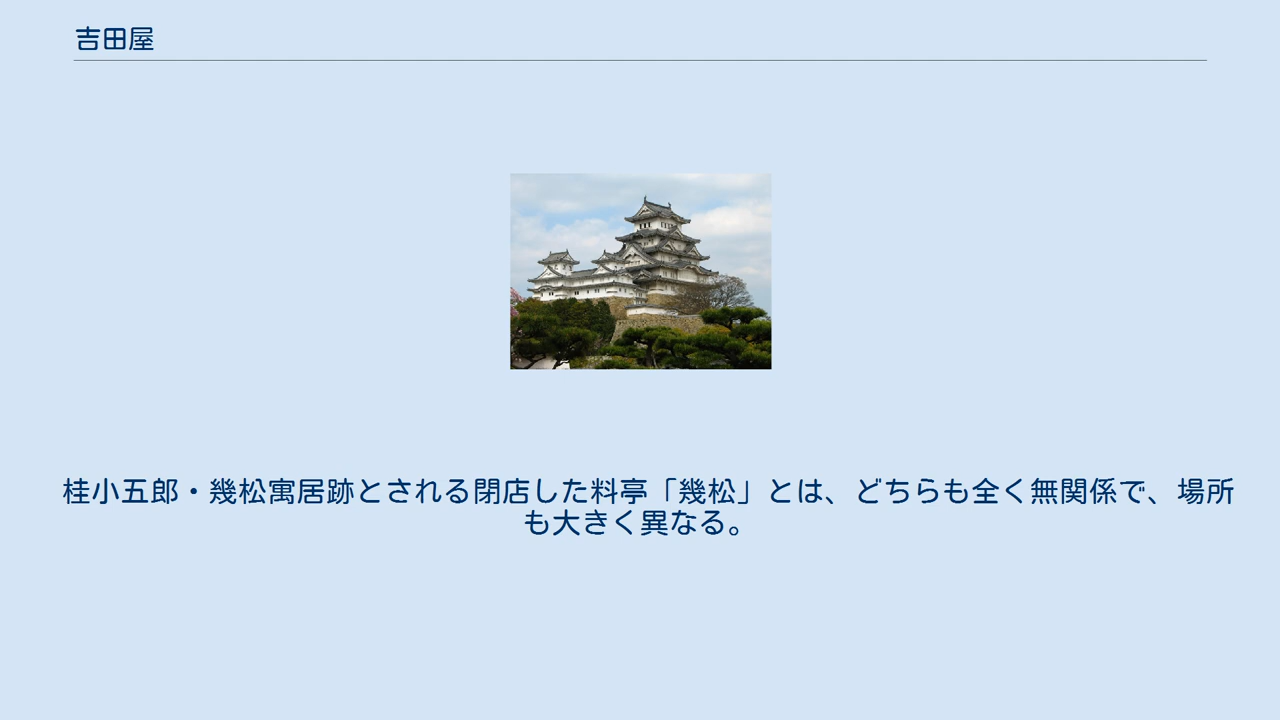 吉田屋
桂小五郎・幾松寓居跡とされる閉店した料亭「幾松」とは、どちらも全く無関係で、場所
も大きく異なる。